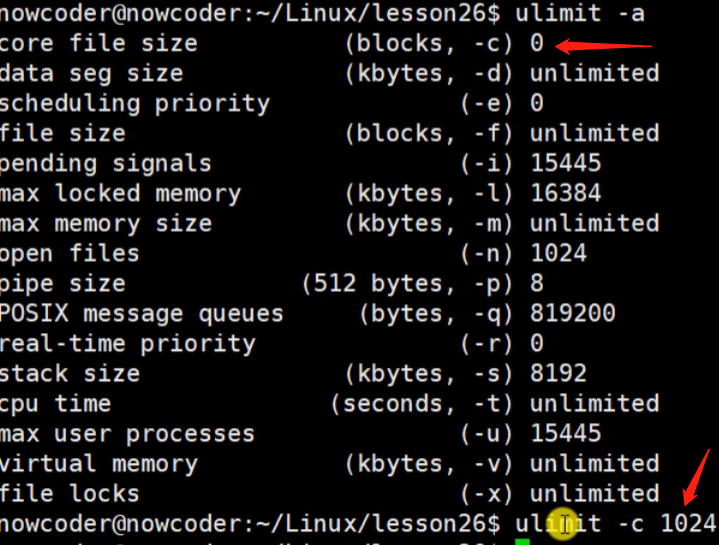 nowcoder@nowcoder:~/Linux/lesson26$ ulimit -a
core file size (blocks, -c) 0
data seg size (kbytes, -d) unlimited
scheduling priority (-e) 0
file size (blocks, -f) unlimited
pending signals (-i) 15445
max locked memory (kbytes, -l) 16384
max memory size (kbytes, -m) unlimited
open files (-n) 1024
pipe size (512 bytes, -p) 8
POSIX message queues (bytes, -q) 819200
real-time priority (-r) 0
stack size (kbytes, -s) 8192
cpu time (seconds, -t) unlimited
max user processes (-u) 15445
virtual memory (kbytes, -v) unlimited
file locks (-x) unlimited
nowcoder@nowcoder:~/Linux/lesson26$ ulimit -c 1024